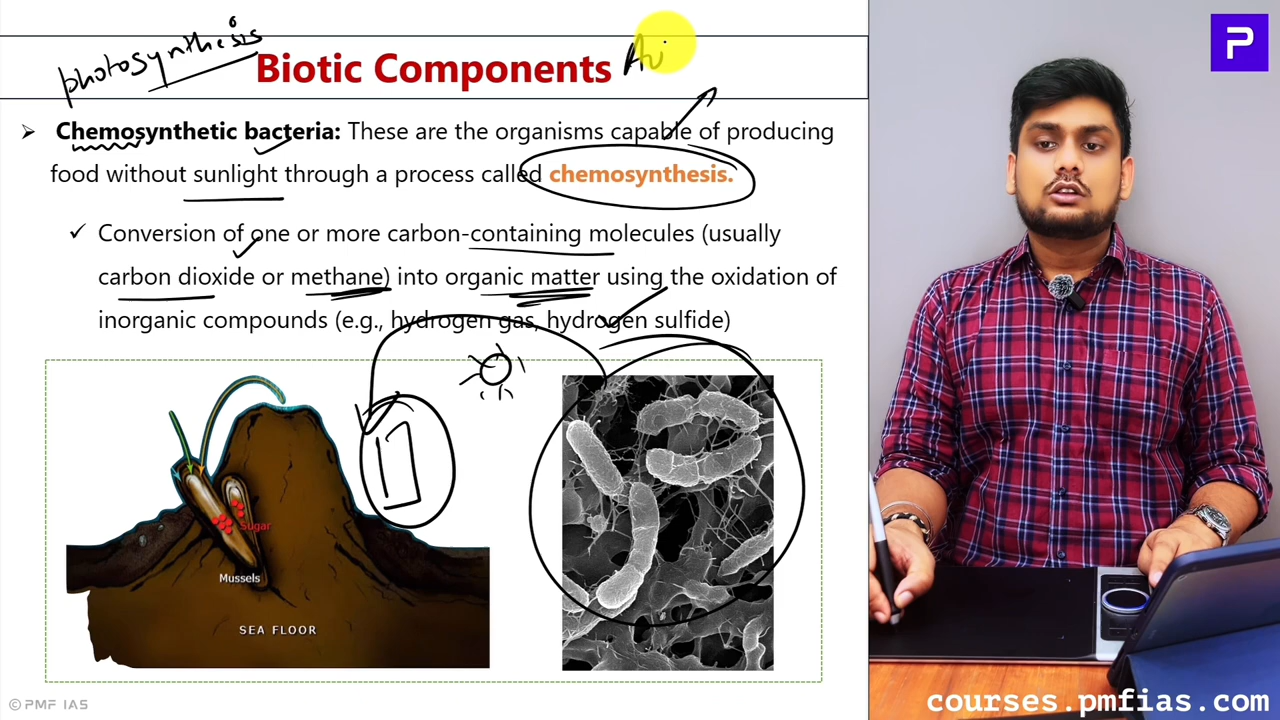 photosynthesis
Biotic Components
P
➤ Chemosynthetic bacteria: These are the organisms capable of producing
food without sunlight through a process called chemosynthesis.
✓ Conversion of one or more carbon-containing molecules (usually
carbon dioxide or methane) into organic matter using the oxidation of
inorganic compounds (e.g., hydrogen gas, hydrogen sulfide)
Sugar
Mussels
SEA FLOOR
© PMF IAS
courses.pmfias.com